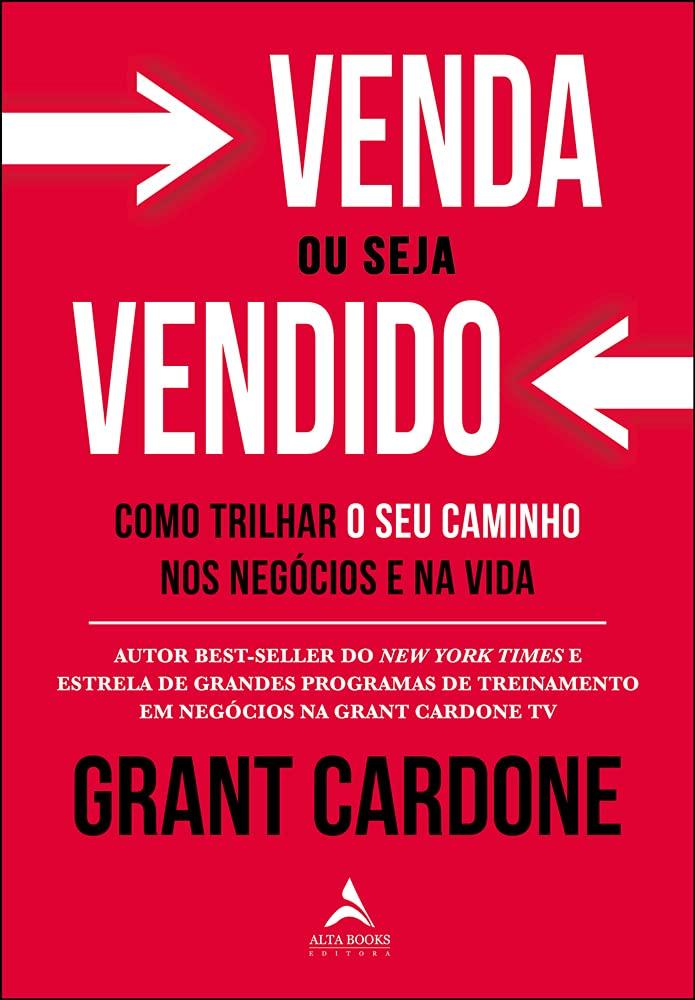 VENDA
OU SEJA
VENDIDO
COMO TRILHAR O SEU CAMINHO
NOS NEGÓCIOS E NA VIDA
AUTOR BEST-SELLER DO NEW YORK TIMES E
ESTRELA DE GRANDES PROGRAMAS DE TREINAMENTO
EM NEGÓCIOS NA GRANT CARDONE TV
GRANT CARDONE
ALTA BOOKS
EDITORA